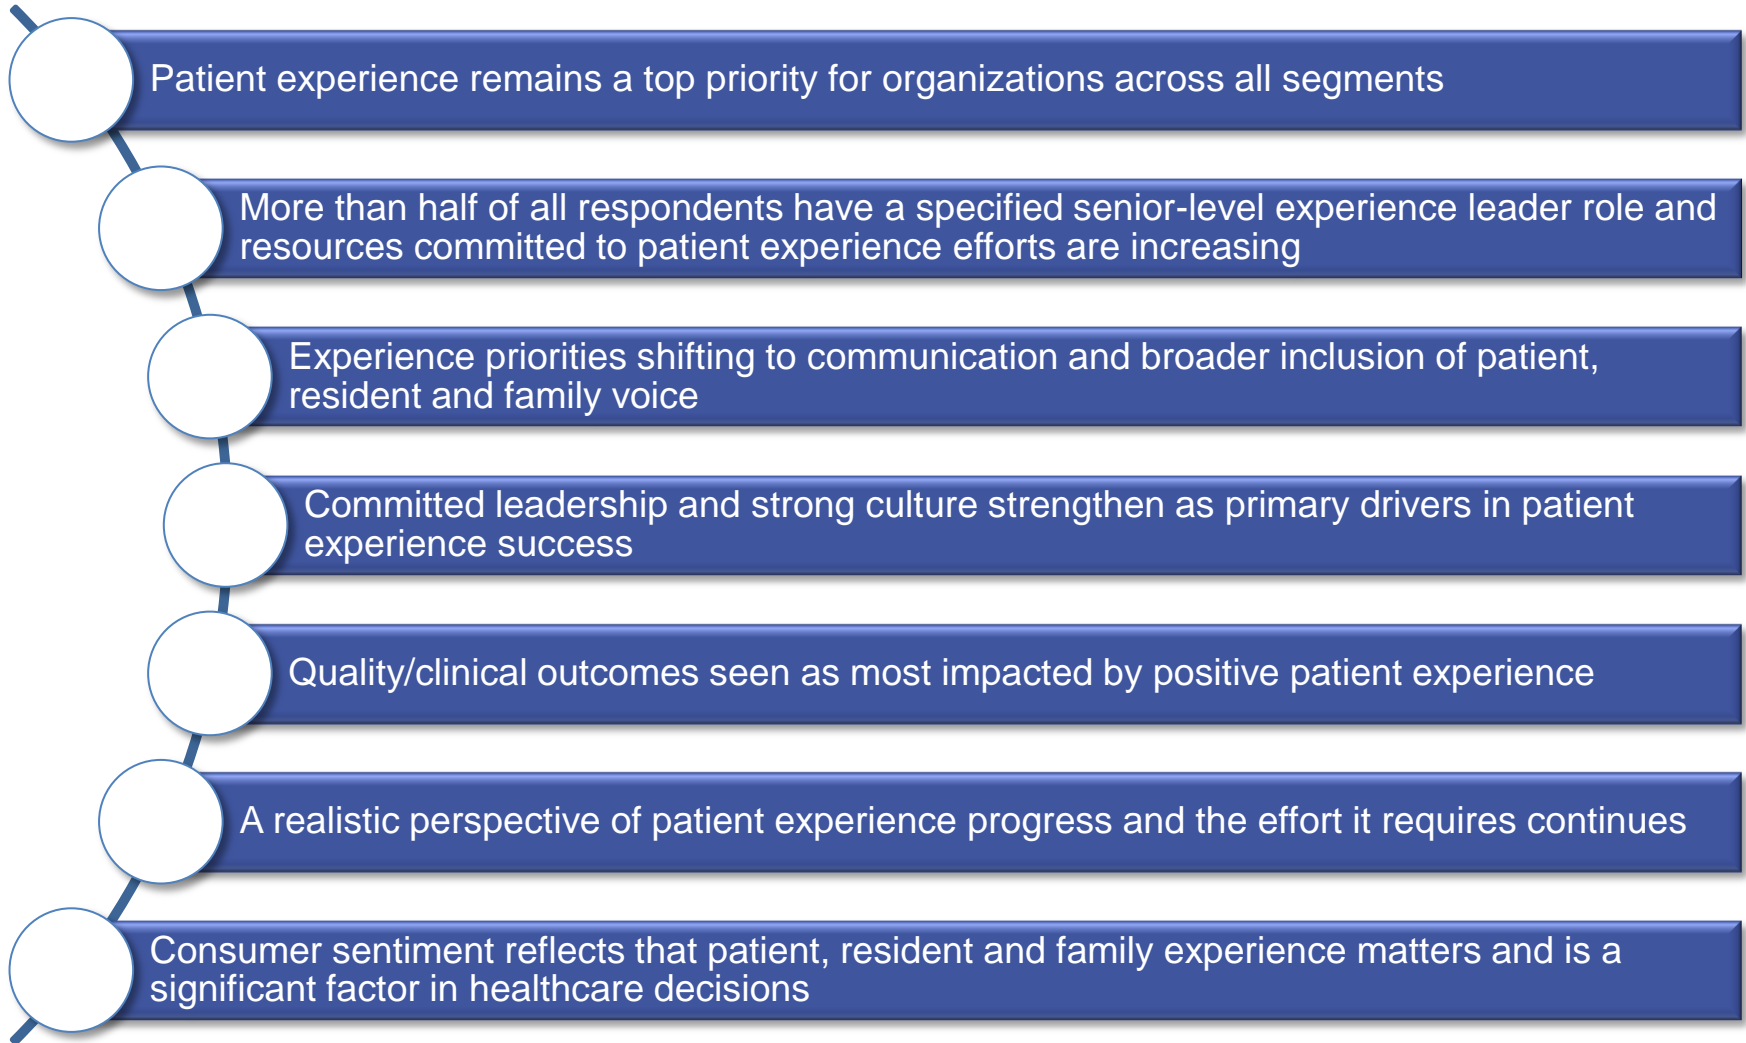 Patient experience remains a top priority for organizations across all segments
More than half of all respondents have a specified senior-level experience leader role and
resources committed to patient experience efforts are increasing
Experience priorities shifting to communication and broader inclusion of patient,
resident and family voice
Committed leadership and strong culture strengthen as primary drivers in patient
experience success
Quality/clinical outcomes seen as most impacted by positive patient experience
A realistic perspective of patient experience progress and the effort it requires continues
Consumer sentiment reflects that patient, resident and family experience matters and is a
significant factor in healthcare decisions